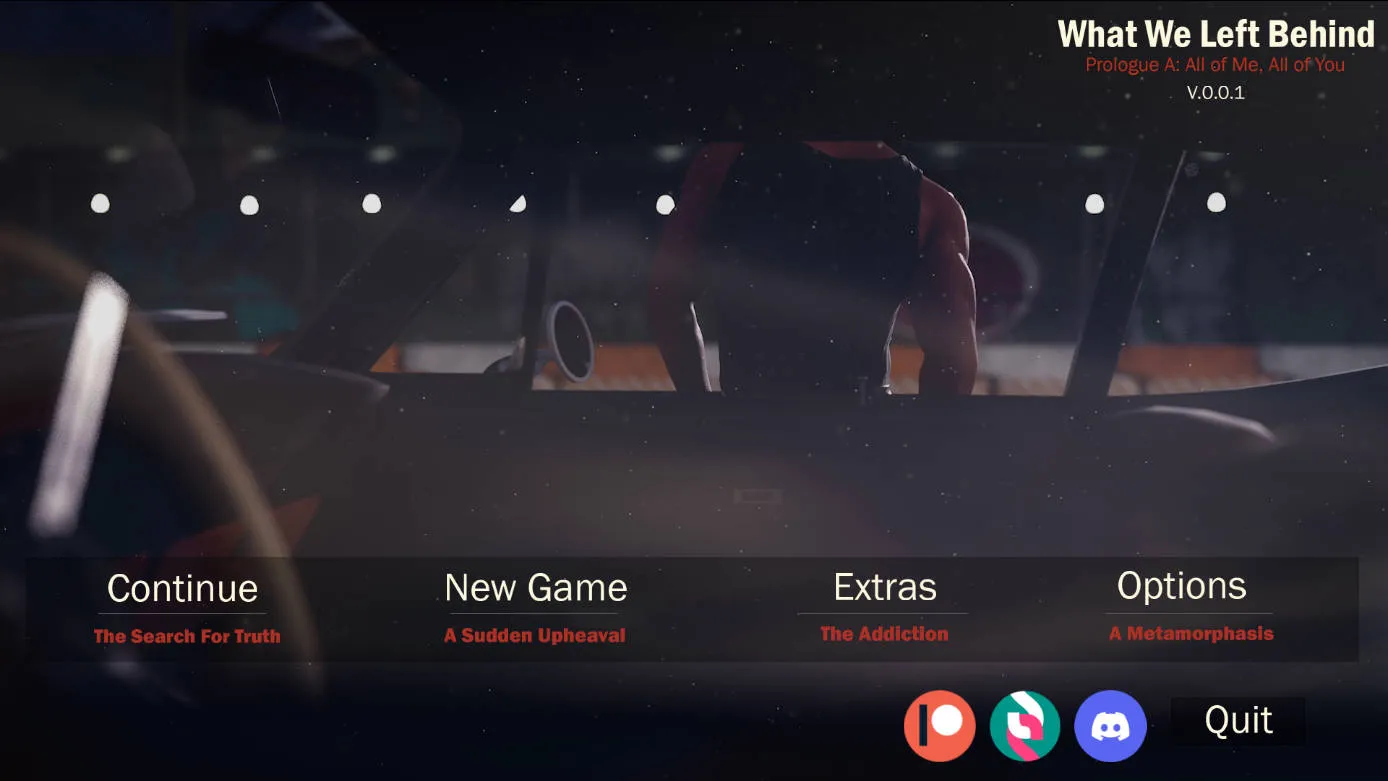 What We Left Behind
Prologue A: All of Me, All of You
V.0.0.1
Continue
The Search For Truth
New Game
A Sudden Upheaval
Extras
The Addiction
Options
A Metamorphasis
Quit